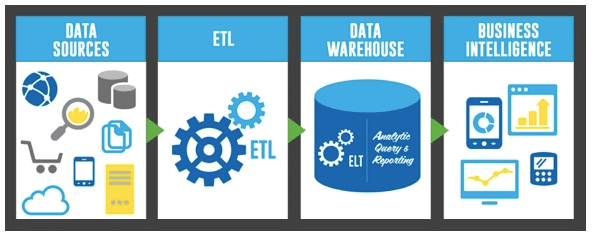 DATA
SOURCES
ETL
DATA
WAREHOUSE
BUSINESS
INTELLIGENCE
ETL
ELT
Analytic
Query &
Reporting